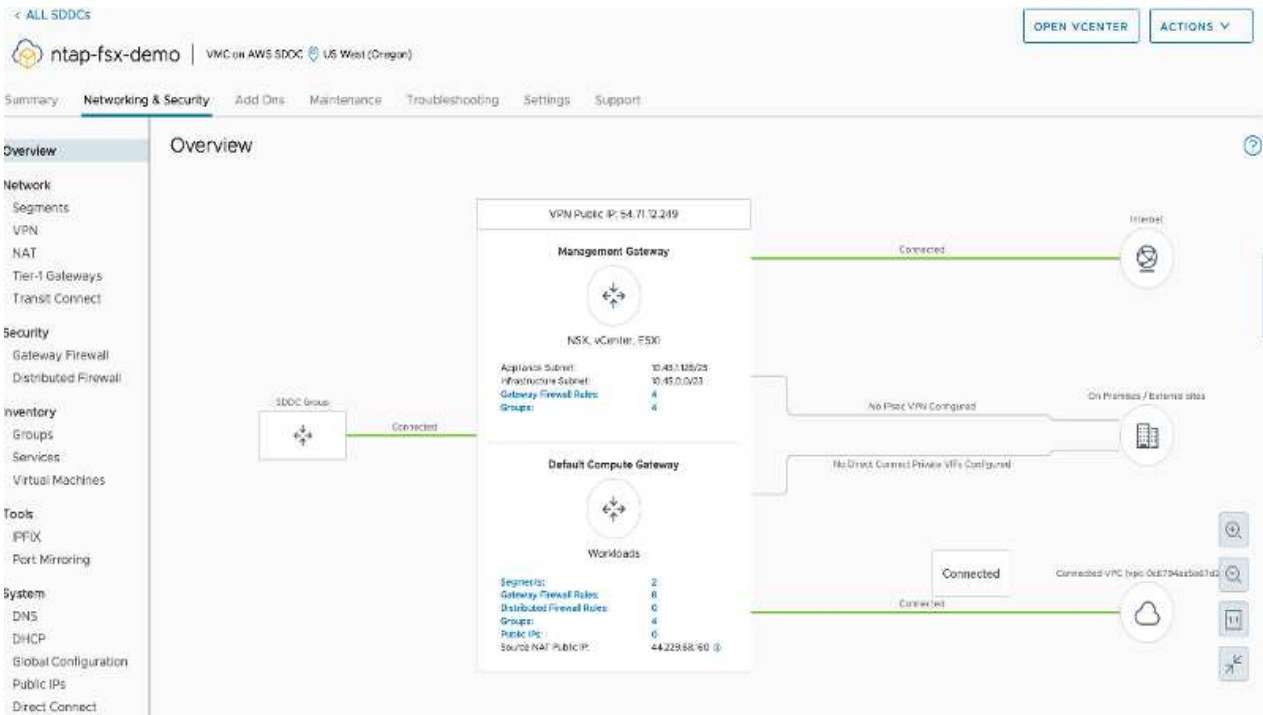 < ALL SDDCs
OPEN VCENTER
ACTIONS
ntap-fsx-demo | VMC on AWS SDDC US West (Oregon)
Summary Networking & Security Add Ons Maintenance Troubleshooting Settings Support
Overview
Network
Segments
VPN
NAT
Tier-1 Gateways
Transit Connect
Security
Gateway Firewall
Distributed Firewall
Inventory
Groups
Services
Virtual Machines
Tools
IPFIX
Port Mirroring
System
DNS
DHCP
Global Configuration
Public IPs
Direct Connect
Overview
SDDC Group
Connected
VPN Public IP: 54.71.12.249
Management Gateway
NSX, vCenter, ESXi
Appliance Subnet:
Infrastructure Subnet:
Gateway Firewall Rules: 4
Groups: 4
Default Compute Gateway
Workloads
Segments: 2
Gateway Firewall Rules: 8
Distributed Firewall Rules: 0
Groups: 4
Public IPs: 0
Source NAT Public IP:
Connected
Internet
No IPsec VPN Configured
On Premises / External sites
No Direct Connect Private VIFs Configured
Connected
Connected
Connected VPC
1:1